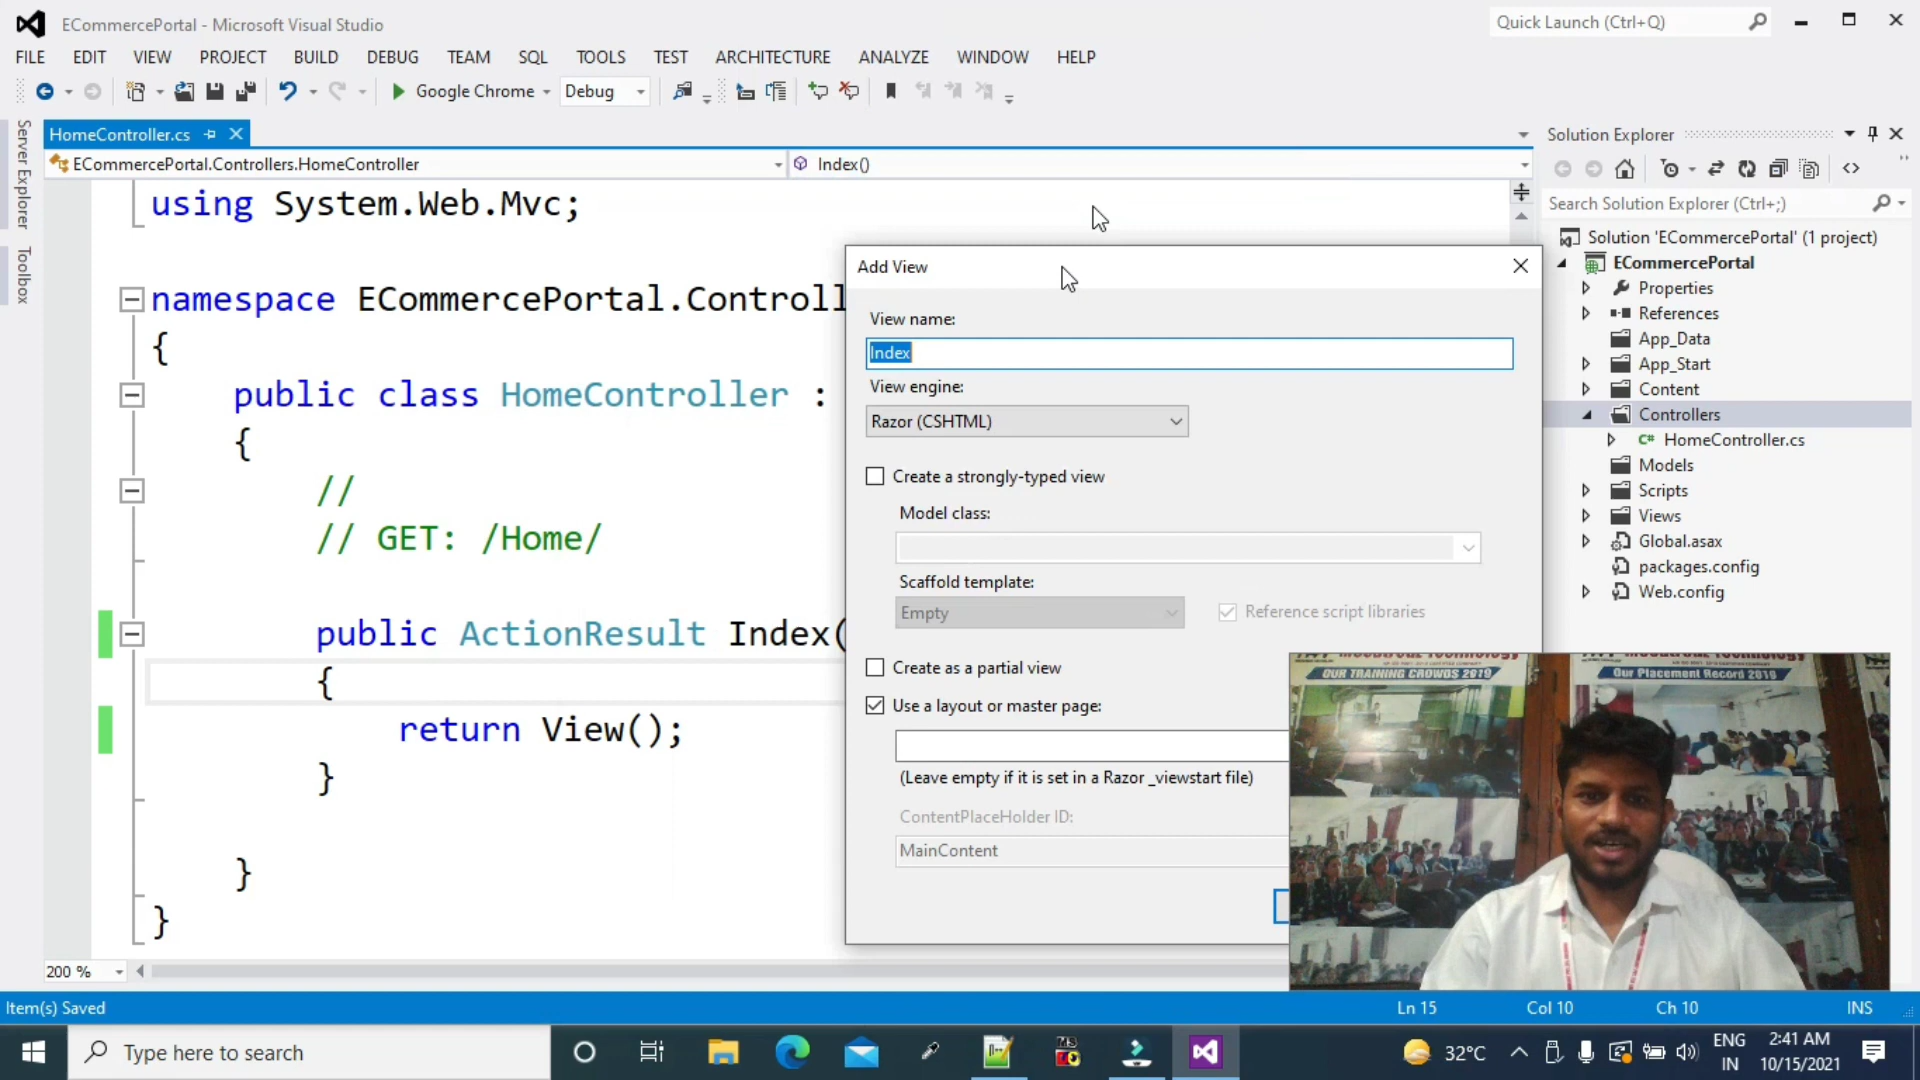 ECommercePortal - Microsoft Visual Studio
Quick Launch (Ctrl+Q)
FILE EDIT VIEW PROJECT BUILD DEBUG TEAM SQL TOOLS TEST ARCHITECTURE ANALYZE WINDOW HELP
Google Chrome Debug
Server Explorer
Toolbox
HomeController.cs
ECommercePortal.Controllers.HomeController
Index()
using System.Web.Mvc;
namespace ECommercePortal.Controll
{
public class HomeController :
{
//
// GET: /Home/
public ActionResult Index(
{
return View();
}
}
}
200 %
Add View
View name:
Index
View engine:
Razor (CSHTML)
Create a strongly-typed view
Model class:
Scaffold template:
Empty
Reference script libraries
Create as a partial view
Use a layout or master page:
(Leave empty if it is set in a Razor _viewstart file)
ContentPlaceHolder ID:
MainContent
Solution Explorer
Search Solution Explorer (Ctrl+;)
Solution 'ECommercePortal' (1 project)
ECommercePortal
Properties
References
App_Data
App_Start
Content
Controllers
C# HomeController.cs
Models
Scripts
Views
Global.asax
packages.config
Web.config
OUR TRAINING CROWDS 2019
Our Placement Record 2019
Item(s) Saved
Ln 15 Col 10 Ch 10 INS
Type here to search
32°C
ENG
IN
2:41 AM
10/15/2021